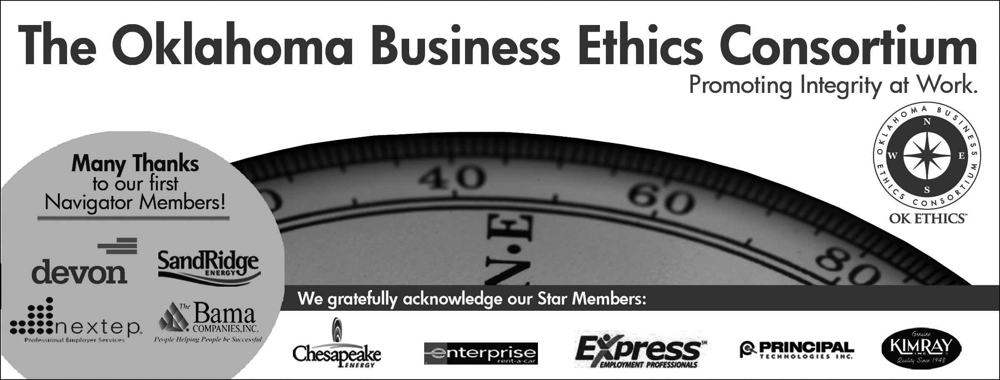 The Oklahoma Business Ethics Consortium
Promoting Integrity at Work.
OKLAHOMA BUSINESS
ETHICS CONSORTIUM
N
W E
S
OK ETHICS™
Many Thanks
to our first
Navigator Members!
devon
SandRidge
ENERGY
nextep®
Professional Employer Services
The Bama
COMPANIES, INC.
People Helping People be Successful
0
40
60
80
N•E
We gratefully acknowledge our Star Members:
Chesapeake
ENERGY
enterprise
rent-a-car
Express℠
EMPLOYMENT PROFESSIONALS
PRINCIPAL
TECHNOLOGIES INC.
Genuine
KIMRAY
INC.
Quality Since 1948